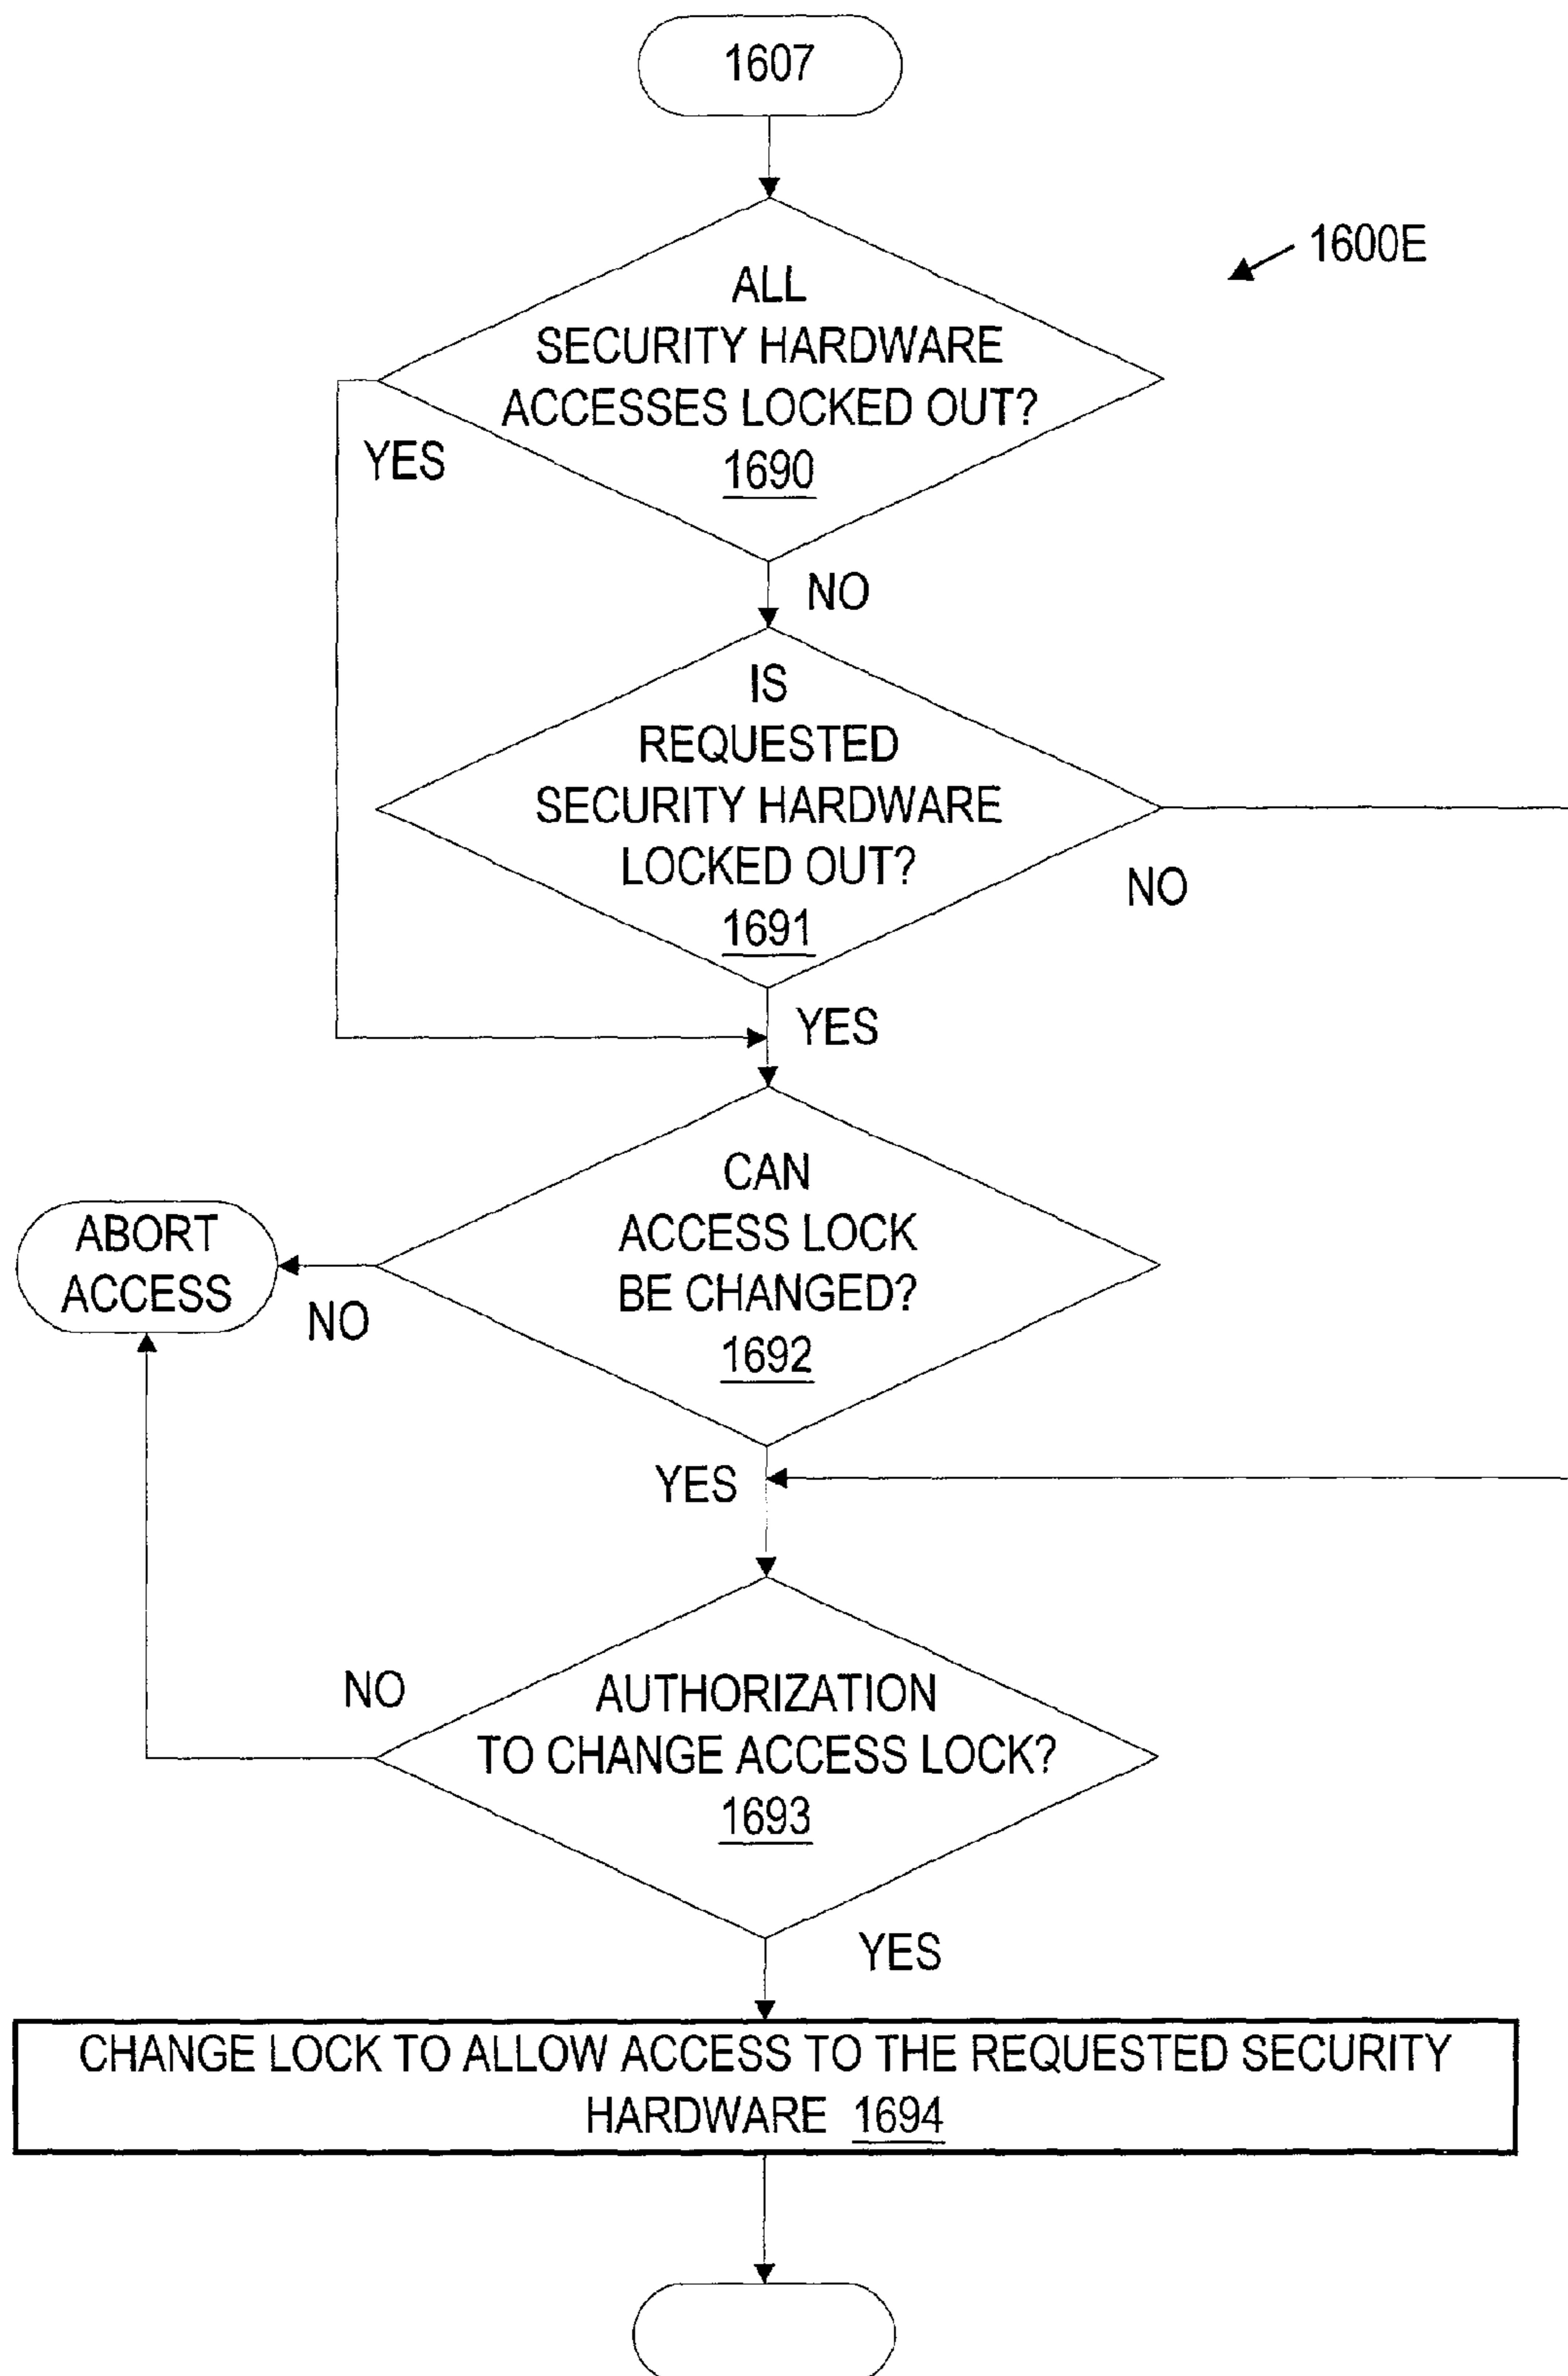 1607
1600E
ALL
SECURITY HARDWARE
ACCESSES LOCKED OUT?
1690
YES
NO
IS
REQUESTED
SECURITY HARDWARE
LOCKED OUT?
1691
NO
YES
CAN
ACCESS LOCK
BE CHANGED?
1692
ABORT
ACCESS
NO
YES
AUTHORIZATION
TO CHANGE ACCESS LOCK?
1693
NO
YES
CHANGE LOCK TO ALLOW ACCESS TO THE REQUESTED SECURITY
HARDWARE 1694